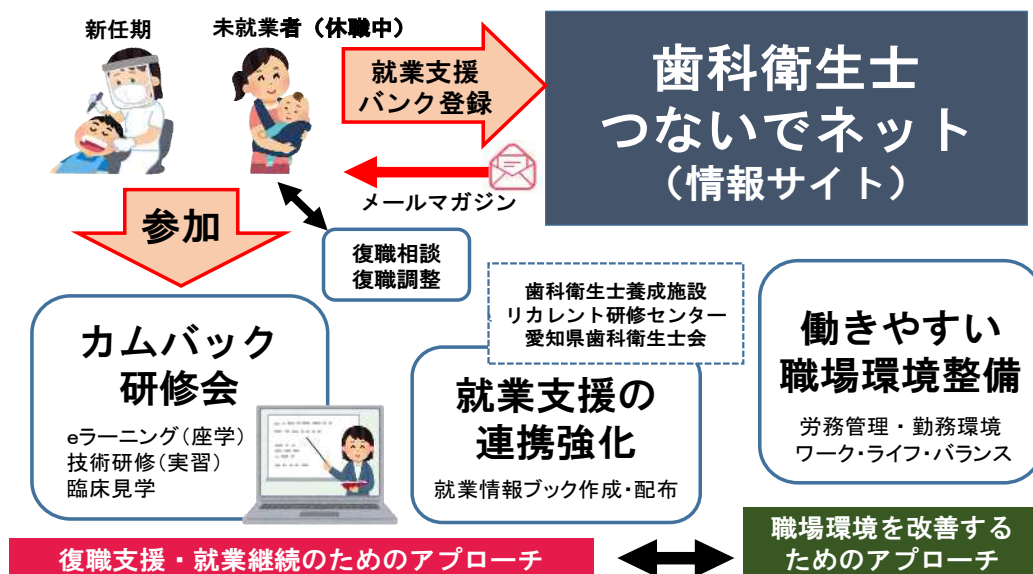 新任期
未就業者（休職中）
就業支援
バンク登録
歯科衛生士
つないでネット
（情報サイト）
メールマガジン
参加
復職相談
復職調整
歯科衛生士養成施設
リカレント研修センター
愛知県歯科衛生士会
カムバック
研修会
eラーニング（座学）
技術研修（実習）
臨床見学
就業支援の
連携強化
就業情報ブック作成・配布
働きやすい
職場環境整備
労務管理・勤務環境
ワーク・ライフ・バランス
復職支援・就業継続のためのアプローチ
職場環境を改善する
ためのアプローチ